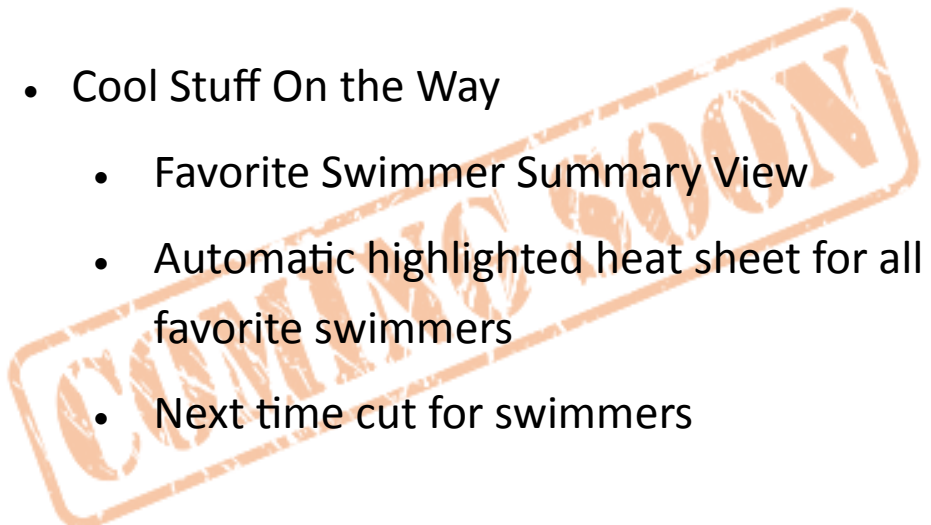 • Cool Stuff On the Way
• Favorite Swimmer Summary View
• Automatic highlighted heat sheet for all
favorite swimmers
• Next time cut for swimmers
COMING SOON